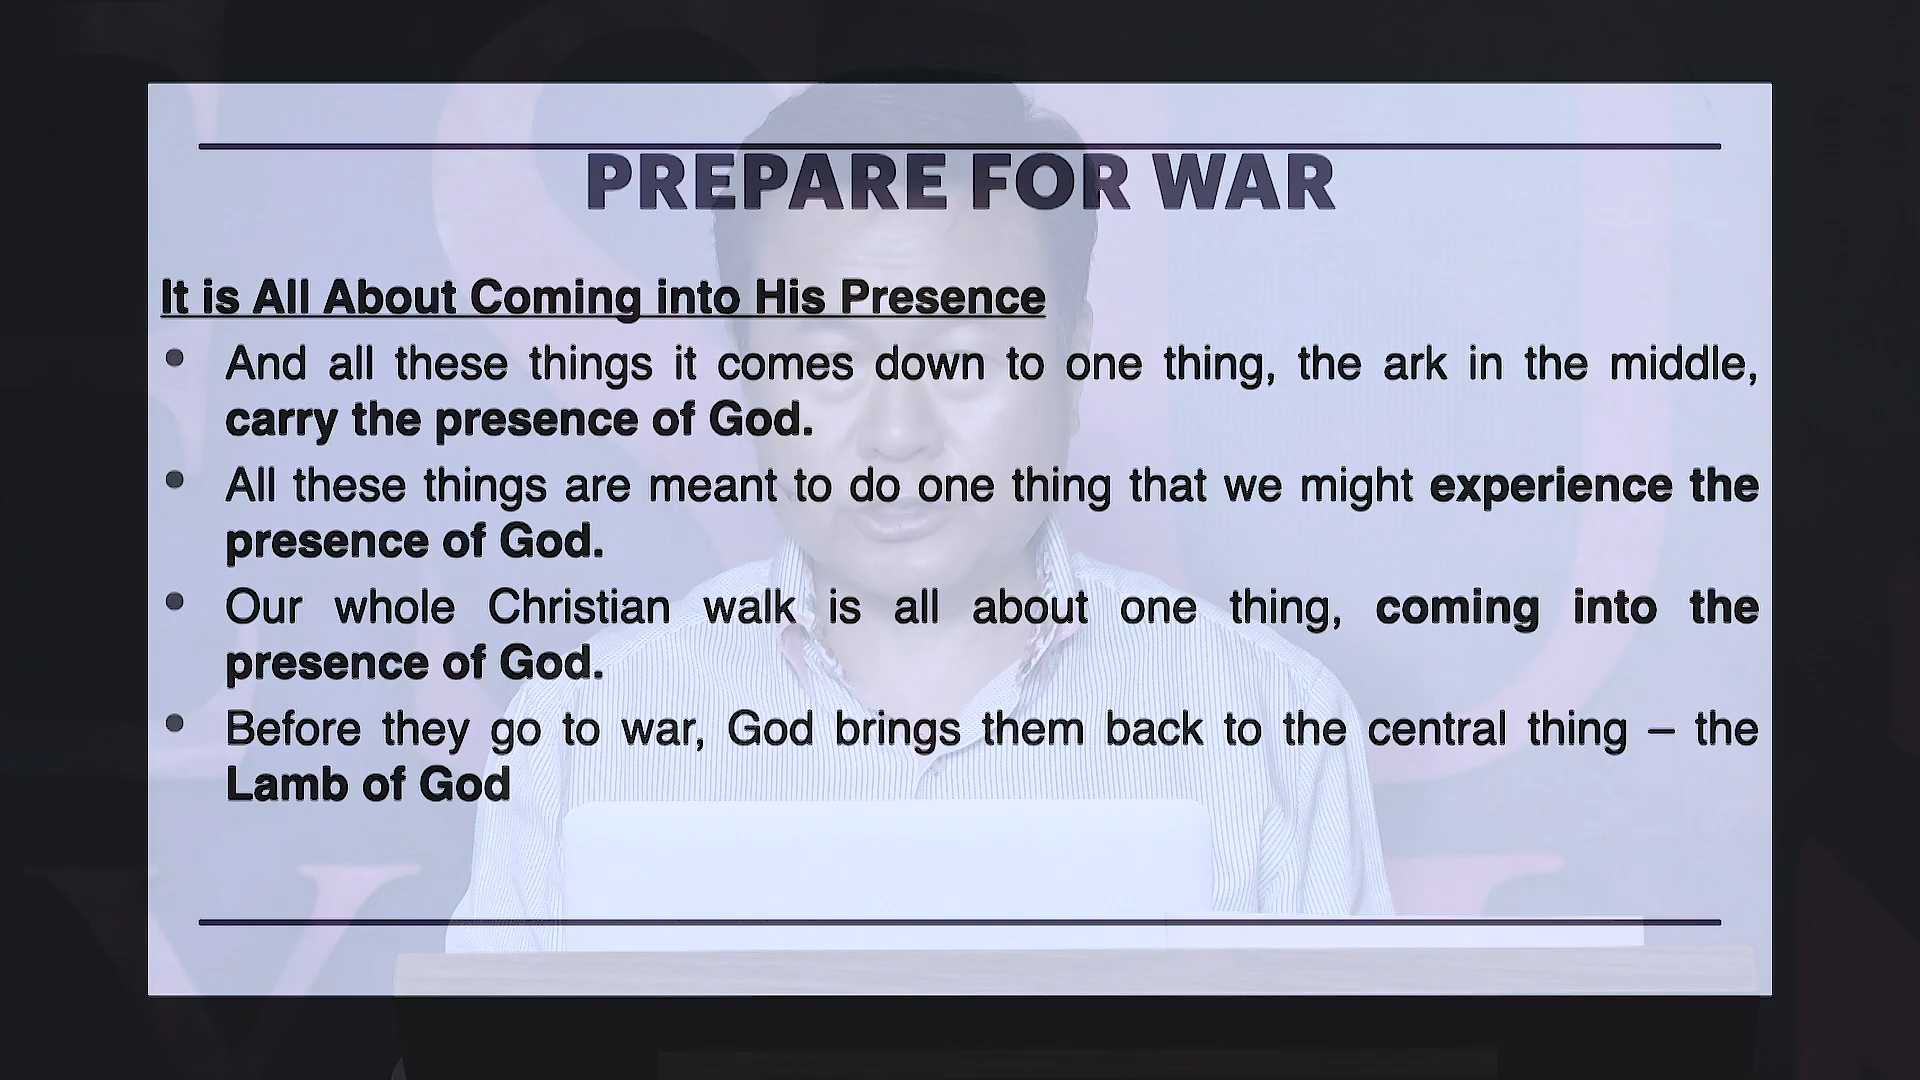 PREPARE FOR WAR
It is All About Coming into His Presence
• And all these things it comes down to one thing, the ark in the middle,
carry the presence of God.
• All these things are meant to do one thing that we might experience the
presence of God.
• Our whole Christian walk is all about one thing, coming into the
presence of God.
• Before they go to war, God brings them back to the central thing – the
Lamb of God